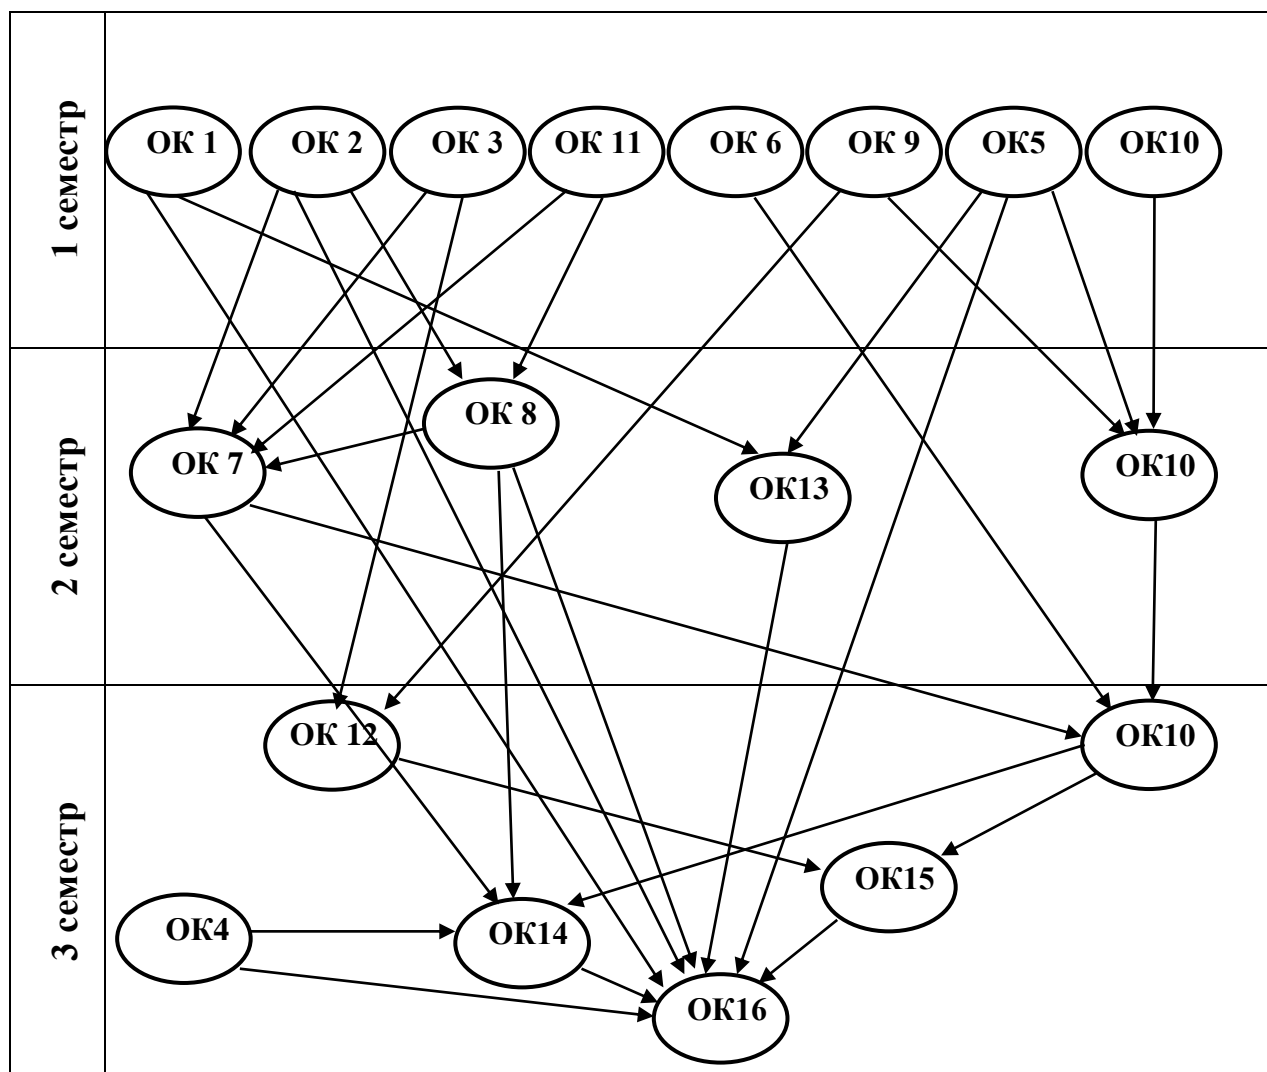 1 семестр
ОК 1
ОК 2
ОК 3
ОК 11
ОК 6
ОК 9
ОК5
ОК10
2 семестр
ОК 8
ОК 7
ОК13
ОК10
3 семестр
ОК 12
ОК10
ОК15
ОК4
ОК14
ОК16